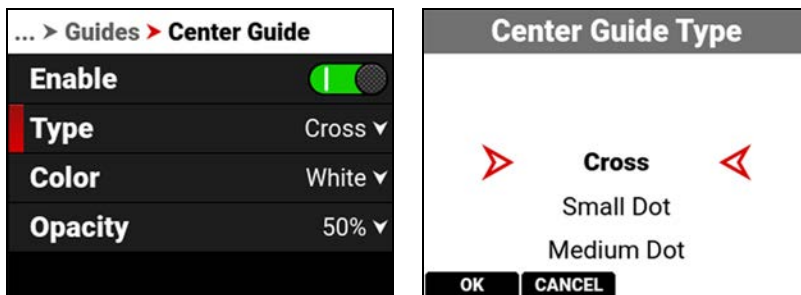 ... > Guides > Center Guide
Enable
Type Cross
Color White
Opacity 50%
Center Guide Type
Cross
Small Dot
Medium Dot
OK CANCEL